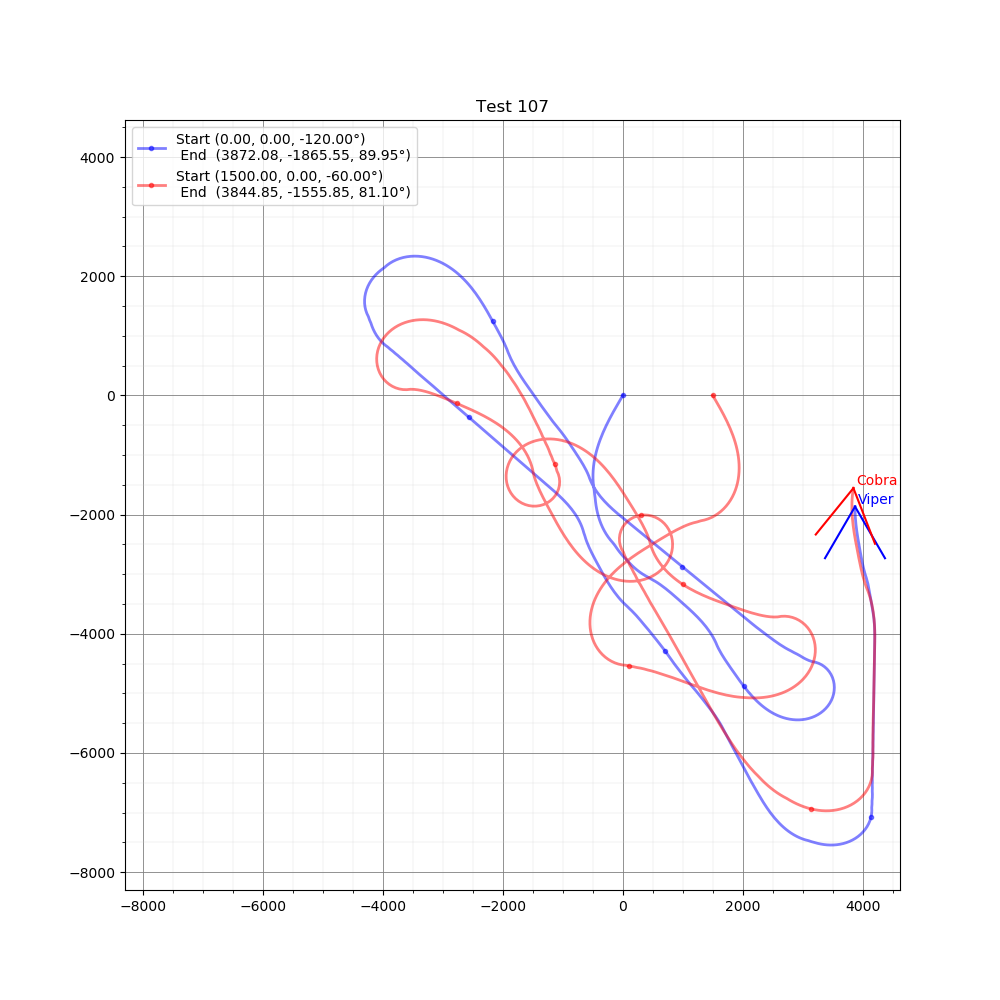 Test 107
Start (0.00, 0.00, -120.00°)
End  (3872.08, -1865.55, 89.95°)
Start (1500.00, 0.00, -60.00°)
End  (3844.85, -1555.85, 81.10°)
4000
2000
0
−2000
−4000
−6000
−8000
Cobra
Viper
−8000 −6000 −4000 −2000 0 2000 4000